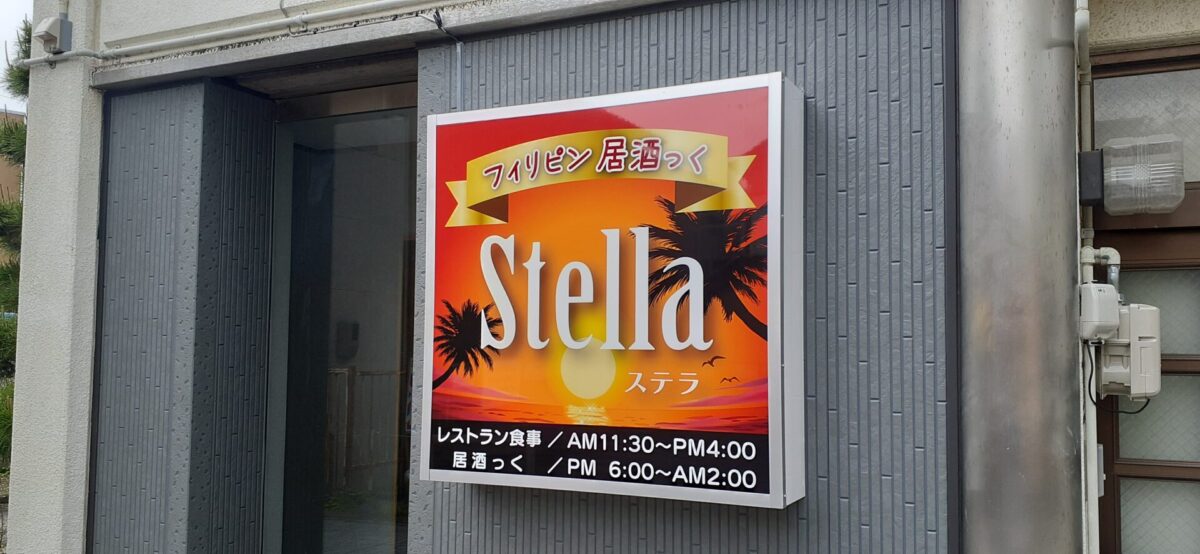 フィリピン 居酒っく
Stella
ステラ
レストラン食事／AM11:30〜PM4:00
居酒っく ／PM 6:00〜AM2:00